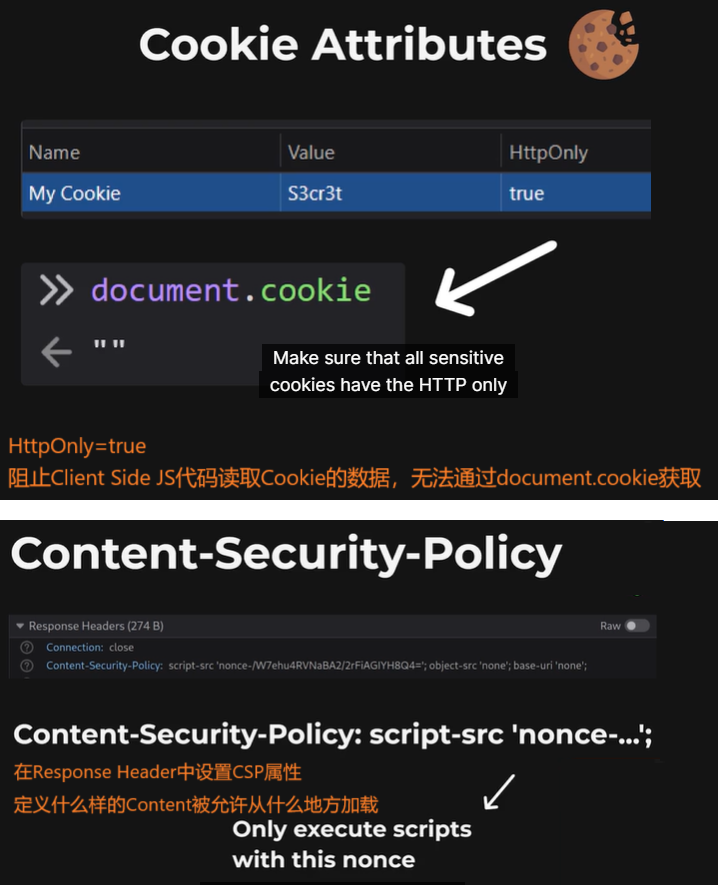 Cookie Attributes
Name Value HttpOnly
My Cookie S3cr3t true
document.cookie
""
Make sure that all sensitive
cookies have the HTTP only
HttpOnly=true
阻止Client Side JS代码读取Cookie的数据，无法通过document.cookie获取
Content-Security-Policy
Response Headers (274 B) Raw
Connection: close
Content-Security-Policy: script-src 'nonce-/W7ehu4RVNaBA2/2rFiAGIYH8Q4='; object-src 'none'; base-uri 'none';
Content-Security-Policy: script-src 'nonce-...';
在Response Header中设置CSP属性
定义什么样的Content被允许从什么地方加载
Only execute scripts
with this nonce